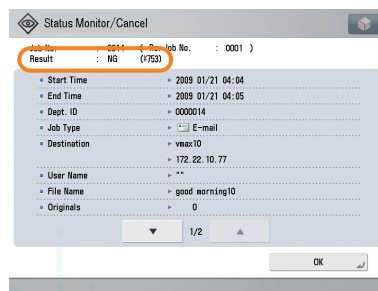 Status Monitor/Cancel
Job No. : 0011 ( Rev Job No. : 0001 )
Result : NG (#753)
Start Time ▸ 2009 01/21 04:04
End Time ▸ 2009 01/21 04:05
Dept. ID ▸ 0000014
Job Type ▸ E-mail
Destination ▸ vmax10
▸ 172.22.10.77
User Name ▸ ""
File Name ▸ good morning10
Originals ▸ 0
▼ 1/2 ▲
OK